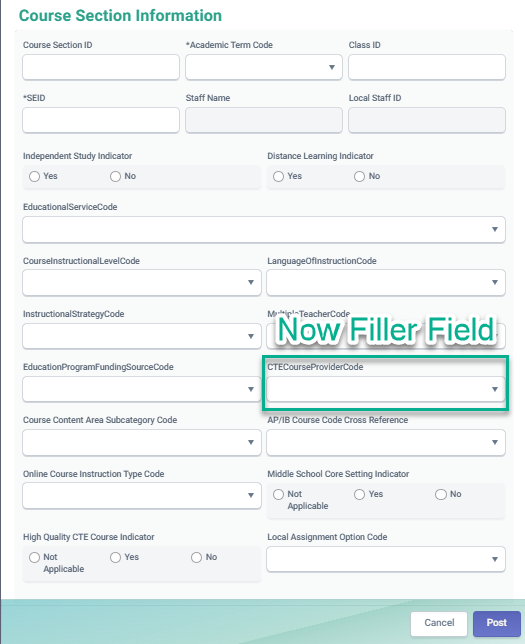 Course Section Information
Course Section ID *Academic Term Code Class ID
*SEID Staff Name Local Staff ID
Independent Study Indicator Distance Learning Indicator
Yes No Yes No
EducationalServiceCode
CourseInstructionalLevelCode LanguageOfInstructionCode
InstructionalStrategyCode MultipleTeacherCode
Now Filler Field
EducationProgramFundingSourceCode CTECourseProviderCode
Course Content Area Subcategory Code AP/IB Course Code Cross Reference
Online Course Instruction Type Code Middle School Core Setting Indicator
Not Applicable Yes No
High Quality CTE Course Indicator Local Assignment Option Code
Not Applicable Yes No
Cancel Post